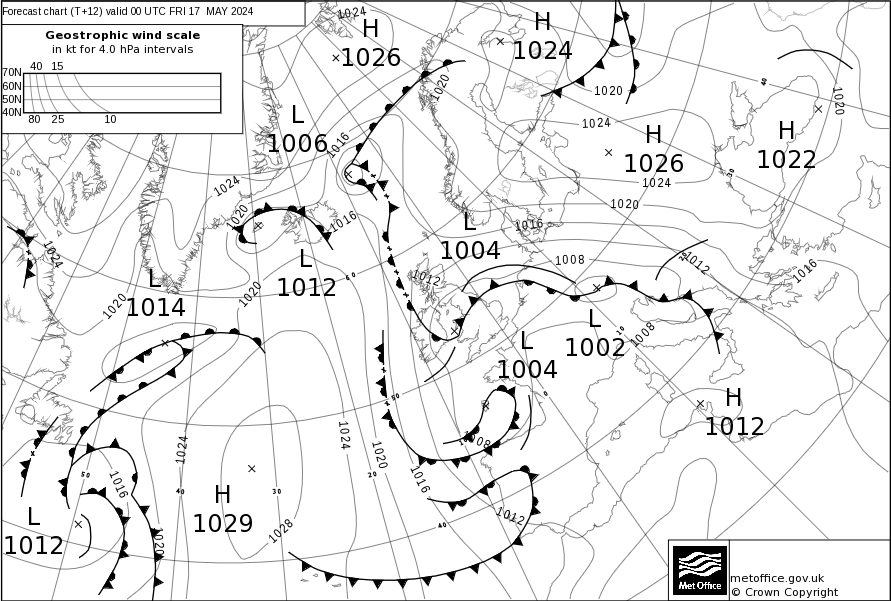 Forecast chart (T+12) valid 00 UTC FRI 17 MAY 2024
Geostrophic wind scale
in kt for 4.0 hPa intervals
40 15
70N
60N
50N
40N
80 25 10
1024
H
1026
H
1024
1020
1020
40
1020
L
1006
1016
1024
H
1026
H
1022
30
1024
1024
1020
1020
1016
L
1004
1016
1024
L
1012
60
1012
1008
1012
1016
L
1014
1020
1020
L
1002
10
1008
L
1004
0
50
H
1012
1024
1024
1020
1008
50
1016
40
H
1029
30
20
1016
1012
40
L
1012
1020
1028
Met Office
metoffice.gov.uk
© Crown Copyright